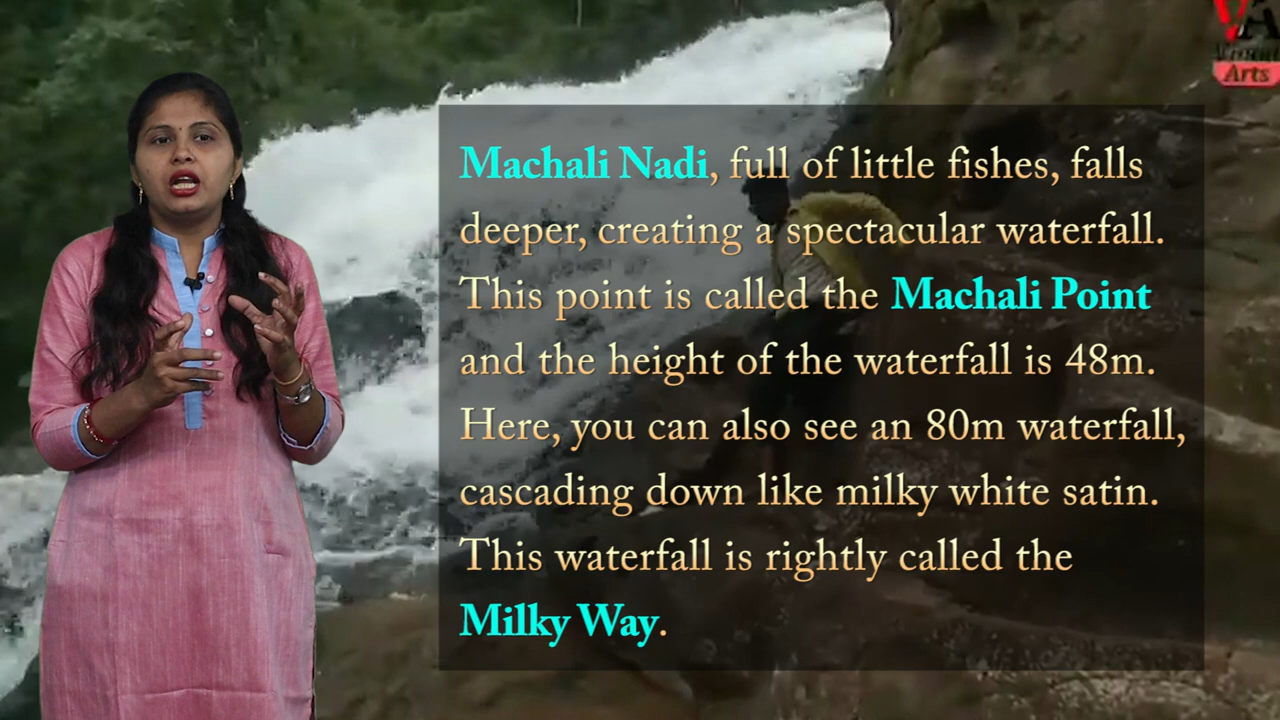 VA
Arts
Machali Nadi, full of little fishes, falls
deeper, creating a spectacular waterfall.
This point is called the Machali Point
and the height of the waterfall is 48m.
Here, you can also see an 80m waterfall,
cascading down like milky white satin.
This waterfall is rightly called the
Milky Way.